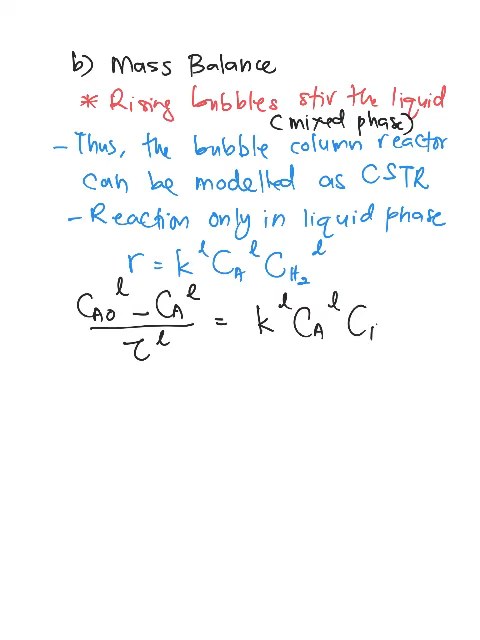 b) Mass Balance
* Rising bubbles stir the liquid
(mixed phase)
- Thus, the bubble column reactor
can be modelled as CSTR
- Reaction only in liquid phase
r = k^l C_A^l C_H2^l
(C_A0^l - C_A^l) / τ^l = k^l C_A^l C